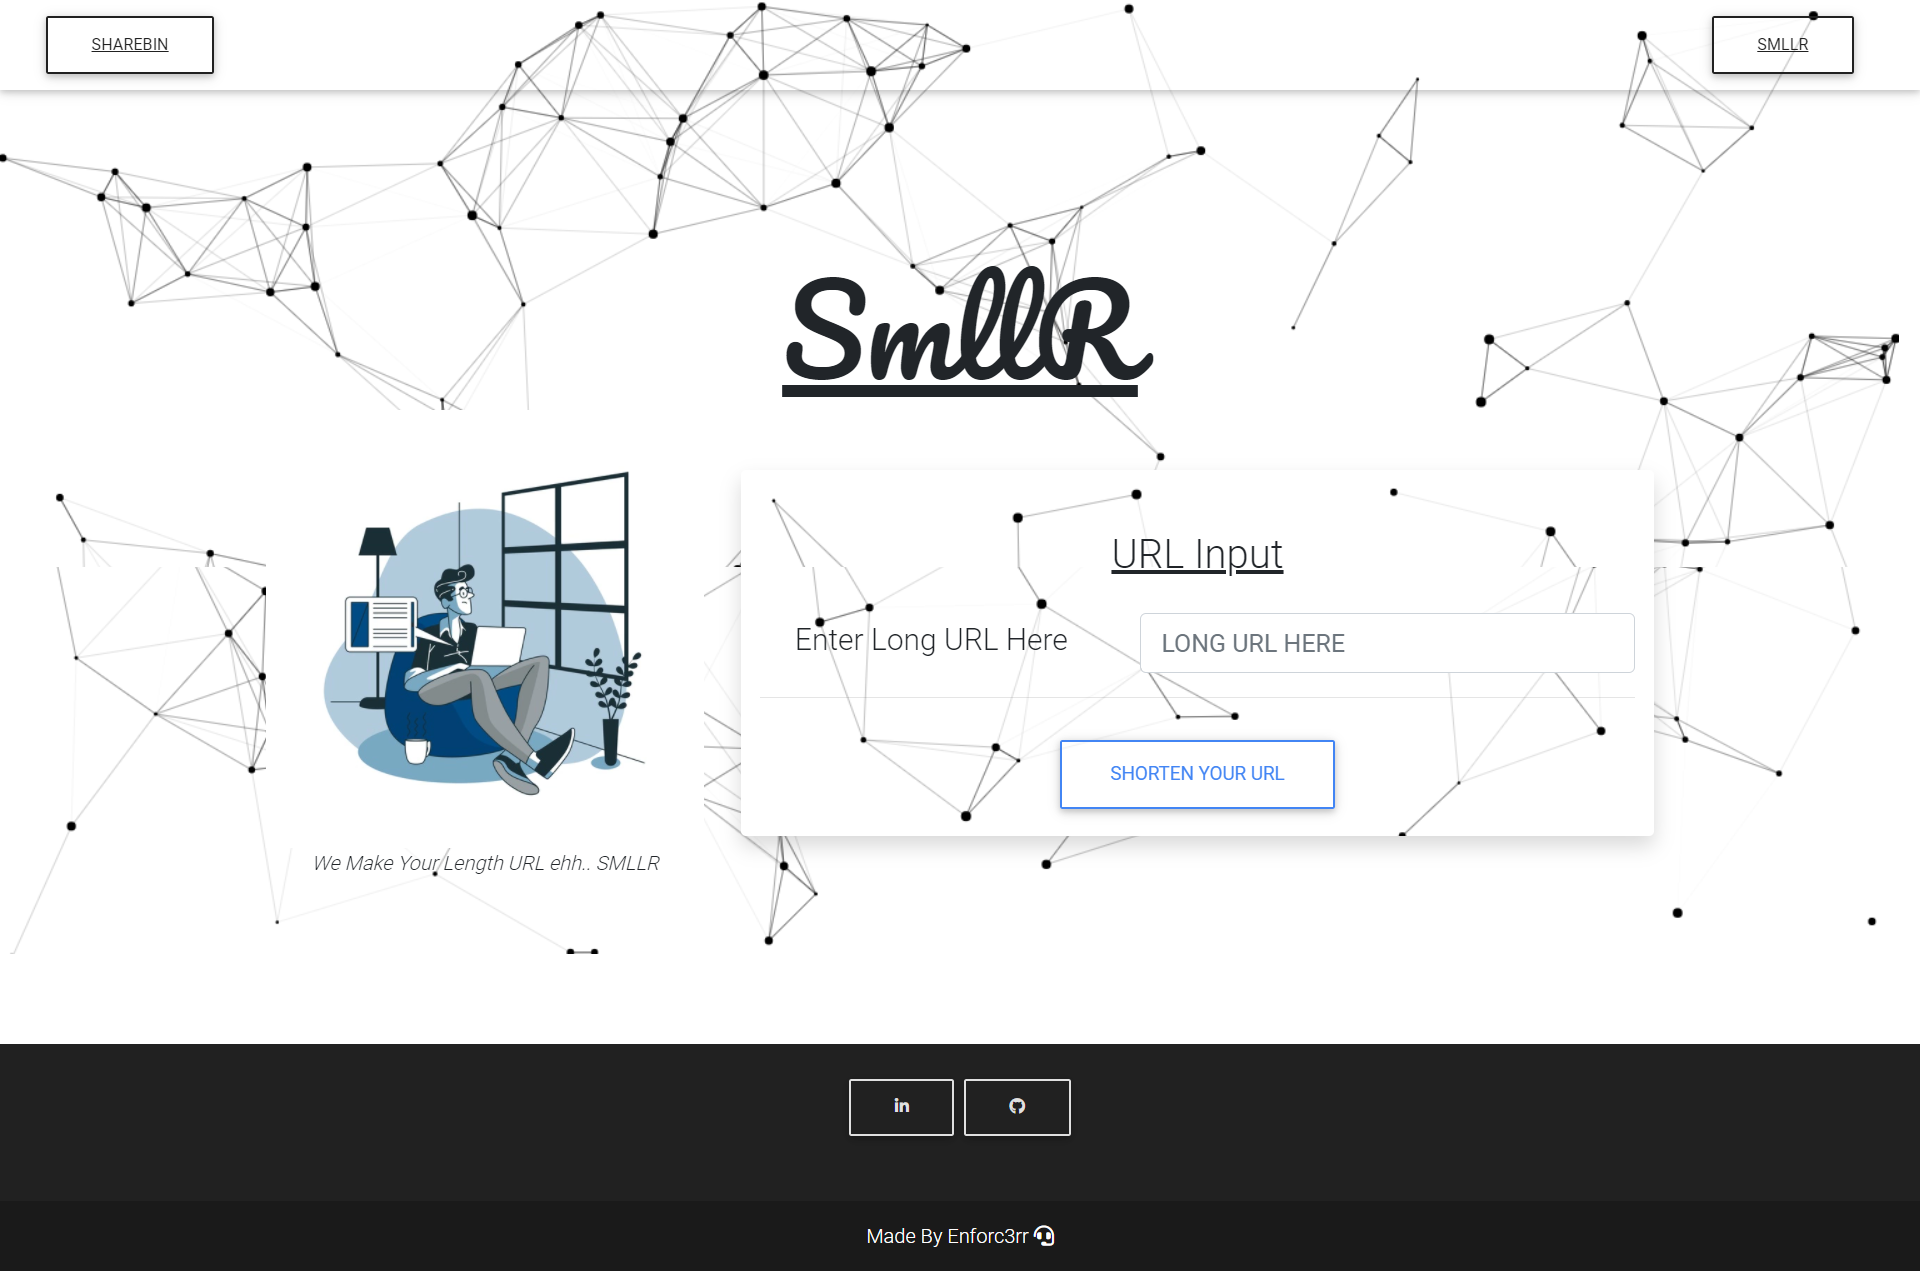 SHAREBIN
SMLLR
SmllR
URL Input
Enter Long URL Here
LONG URL HERE
SHORTEN YOUR URL
We Make Your Length URL ehh.. SMLLR
in
Made By Enforc3rr